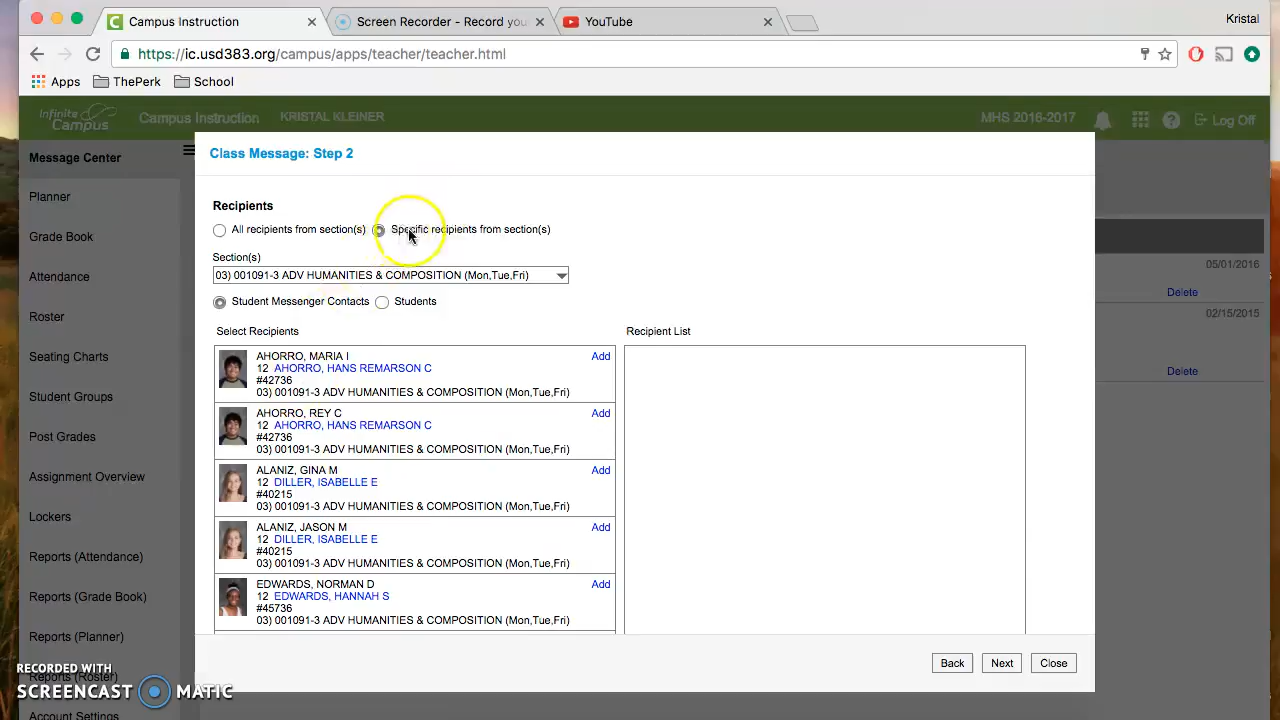 Campus Instruction
Screen Recorder - Record you
YouTube
Kristal
https://ic.usd383.org/campus/apps/teacher/teacher.html
Apps
ThePerk
School
Infinite Campus
Campus Instruction
KRISTAL KLEINER
MHS 2016-2017
Log Off
Message Center
Planner
Grade Book
Attendance
Roster
Seating Charts
Student Groups
Post Grades
Assignment Overview
Lockers
Reports (Attendance)
Reports (Grade Book)
Reports (Planner)
Reports (Roster)
Account Settings
Class Message: Step 2
Recipients
All recipients from section(s)
Specific recipients from section(s)
Section(s)
03) 001091-3 ADV HUMANITIES & COMPOSITION (Mon,Tue,Fri)
Student Messenger Contacts
Students
Select Recipients
Recipient List
AHORRO, MARIA I
Add
12 AHORRO, HANS REMARSON C
#42736
03) 001091-3 ADV HUMANITIES & COMPOSITION (Mon,Tue,Fri)
AHORRO, REY C
Add
12 AHORRO, HANS REMARSON C
#42736
03) 001091-3 ADV HUMANITIES & COMPOSITION (Mon,Tue,Fri)
ALANIZ, GINA M
Add
12 DILLER, ISABELLE E
#40215
03) 001091-3 ADV HUMANITIES & COMPOSITION (Mon,Tue,Fri)
ALANIZ, JASON M
Add
12 DILLER, ISABELLE E
#40215
03) 001091-3 ADV HUMANITIES & COMPOSITION (Mon,Tue,Fri)
EDWARDS, NORMAN D
Add
12 EDWARDS, HANNAH S
#45736
03) 001091-3 ADV HUMANITIES & COMPOSITION (Mon,Tue,Fri)
Back
Next
Close
05/01/2016
Delete
02/15/2015
Delete
RECORDED WITH
SCREENCAST MATIC